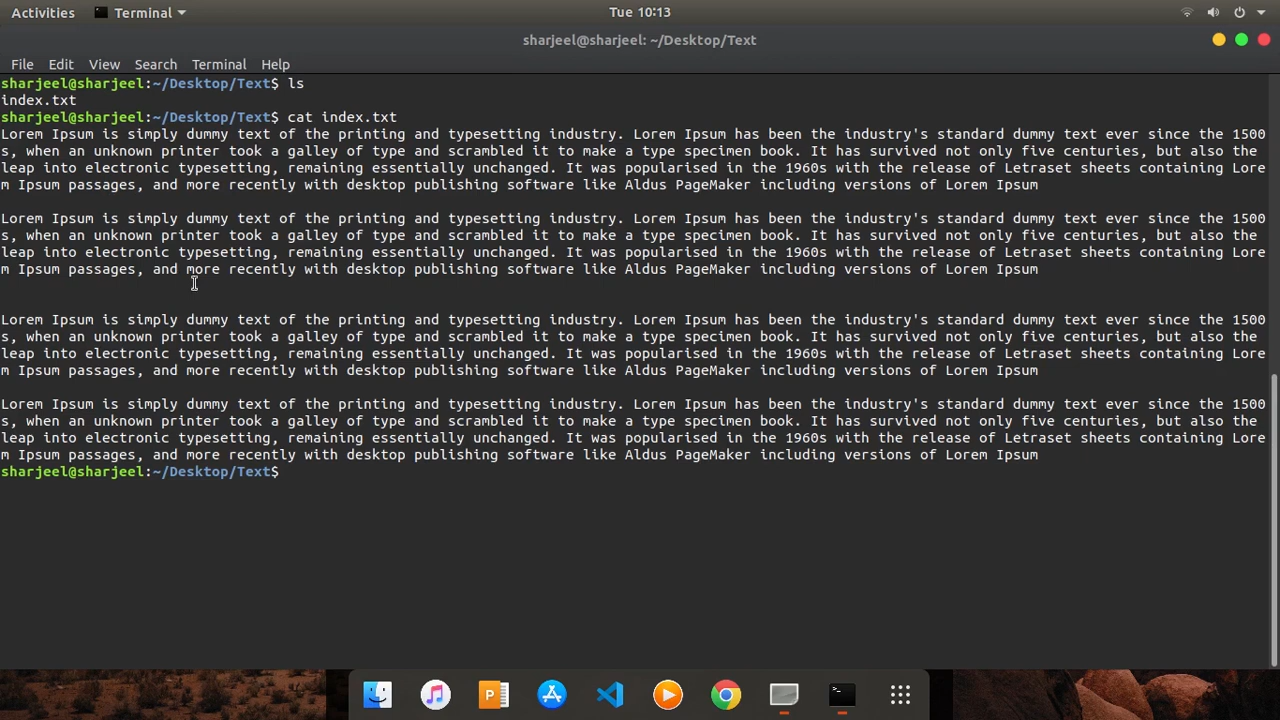 Activities Terminal Tue 10:13
sharjeel@sharjeel: ~/Desktop/Text
File Edit View Search Terminal Help
sharjeel@sharjeel:~/Desktop/Text$ ls
index.txt
sharjeel@sharjeel:~/Desktop/Text$ cat index.txt
Lorem Ipsum is simply dummy text of the printing and typesetting industry. Lorem Ipsum has been the industry's standard dummy text ever since the 1500
s, when an unknown printer took a galley of type and scrambled it to make a type specimen book. It has survived not only five centuries, but also the
leap into electronic typesetting, remaining essentially unchanged. It was popularised in the 1960s with the release of Letraset sheets containing Lore
m Ipsum passages, and more recently with desktop publishing software like Aldus PageMaker including versions of Lorem Ipsum
Lorem Ipsum is simply dummy text of the printing and typesetting industry. Lorem Ipsum has been the industry's standard dummy text ever since the 1500
s, when an unknown printer took a galley of type and scrambled it to make a type specimen book. It has survived not only five centuries, but also the
leap into electronic typesetting, remaining essentially unchanged. It was popularised in the 1960s with the release of Letraset sheets containing Lore
m Ipsum passages, and more recently with desktop publishing software like Aldus PageMaker including versions of Lorem Ipsum
Lorem Ipsum is simply dummy text of the printing and typesetting industry. Lorem Ipsum has been the industry's standard dummy text ever since the 1500
s, when an unknown printer took a galley of type and scrambled it to make a type specimen book. It has survived not only five centuries, but also the
leap into electronic typesetting, remaining essentially unchanged. It was popularised in the 1960s with the release of Letraset sheets containing Lore
m Ipsum passages, and more recently with desktop publishing software like Aldus PageMaker including versions of Lorem Ipsum
Lorem Ipsum is simply dummy text of the printing and typesetting industry. Lorem Ipsum has been the industry's standard dummy text ever since the 1500
s, when an unknown printer took a galley of type and scrambled it to make a type specimen book. It has survived not only five centuries, but also the
leap into electronic typesetting, remaining essentially unchanged. It was popularised in the 1960s with the release of Letraset sheets containing Lore
m Ipsum passages, and more recently with desktop publishing software like Aldus PageMaker including versions of Lorem Ipsum
sharjeel@sharjeel:~/Desktop/Text$
P >_